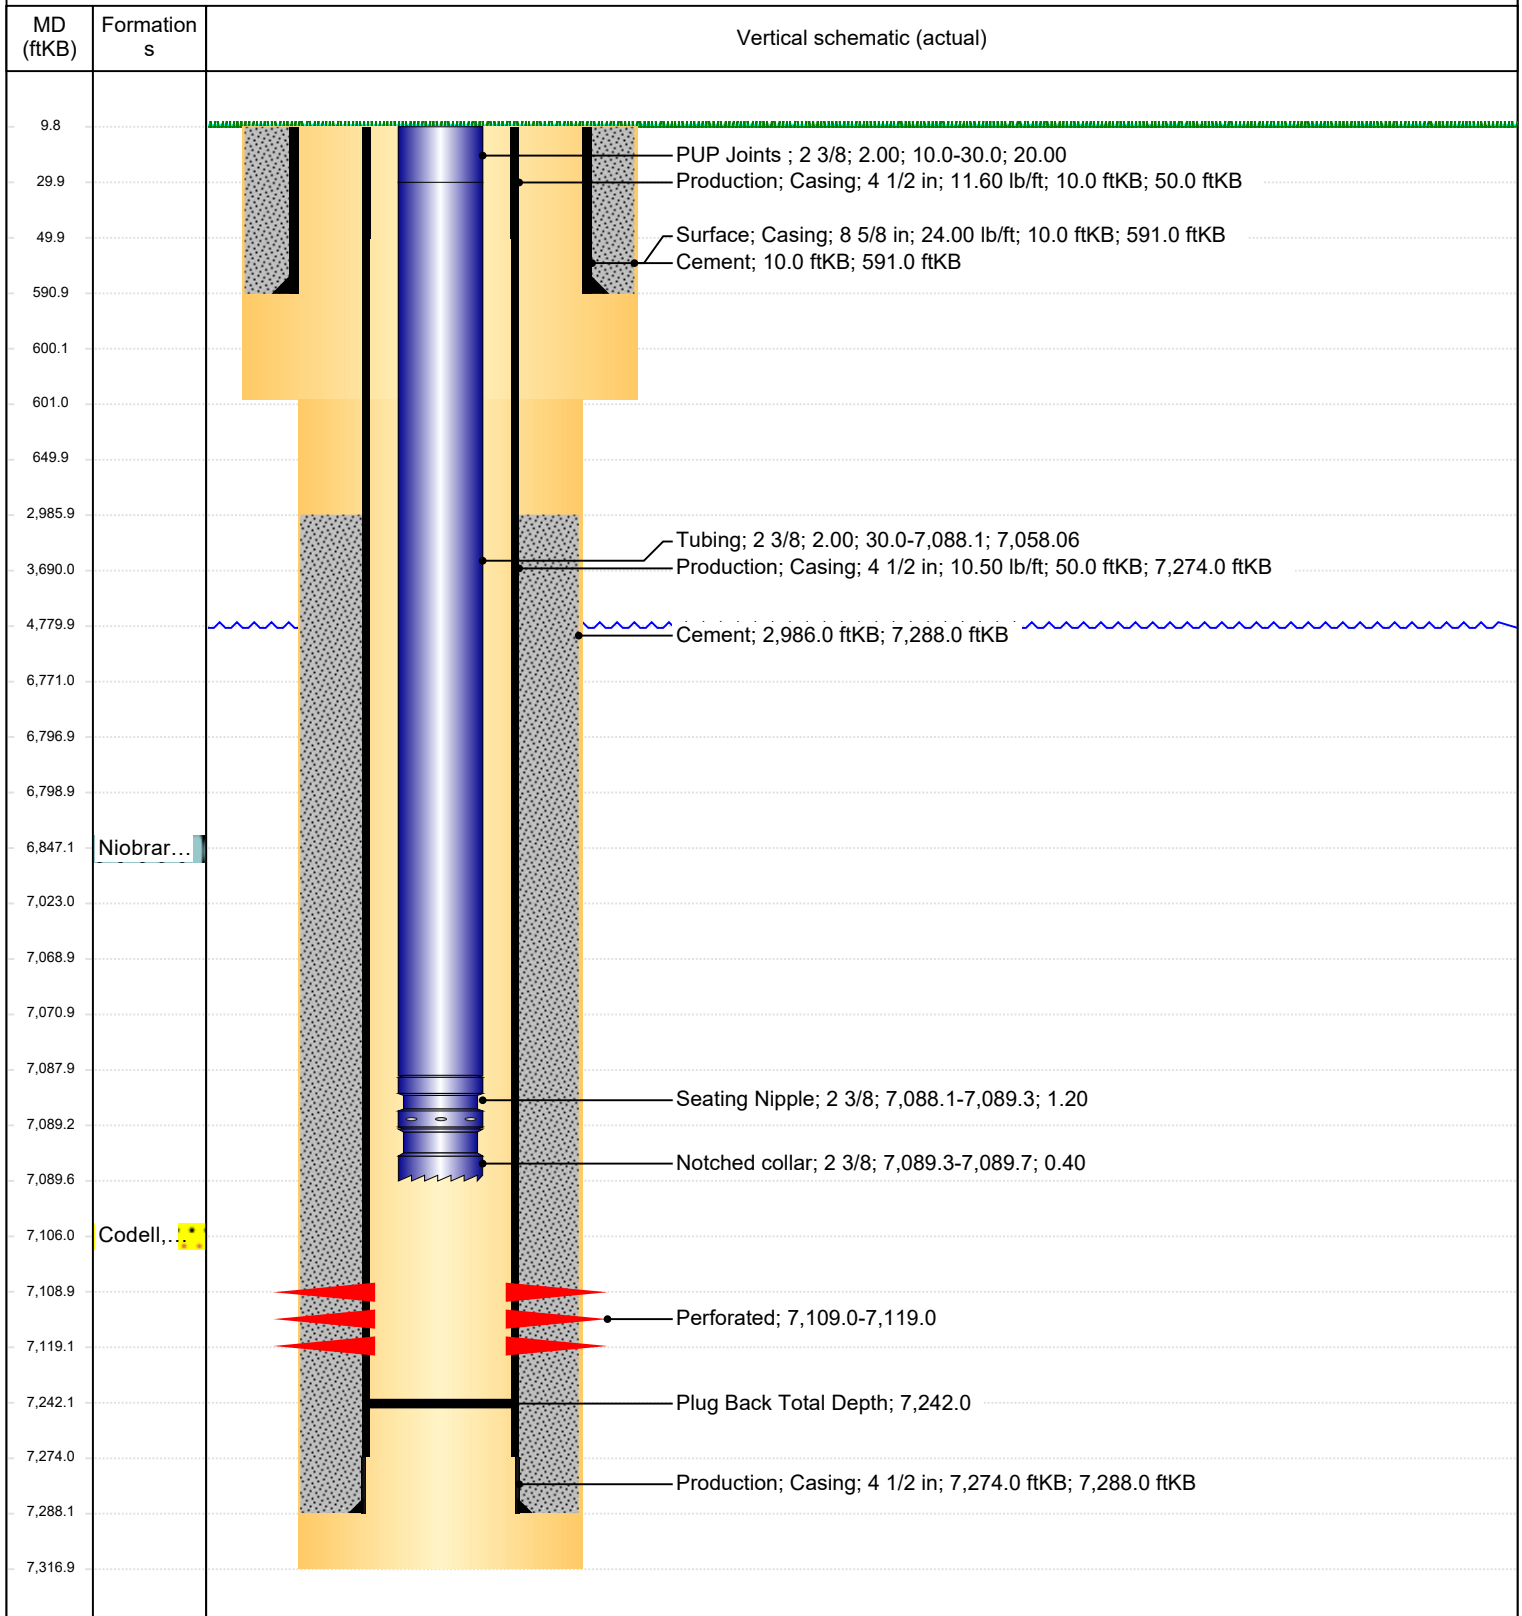 MD
(ftKB)
Formation
s
Vertical schematic (actual)
9.8
PUP Joints ; 2 3/8; 2.00; 10.0-30.0; 20.00
29.9
Production; Casing; 4 1/2 in; 11.60 lb/ft; 10.0 ftKB; 50.0 ftKB
49.9
Surface; Casing; 8 5/8 in; 24.00 lb/ft; 10.0 ftKB; 591.0 ftKB
Cement; 10.0 ftKB; 591.0 ftKB
590.9
600.1
601.0
649.9
2,985.9
Tubing; 2 3/8; 2.00; 30.0-7,088.1; 7,058.06
3,690.0
Production; Casing; 4 1/2 in; 10.50 lb/ft; 50.0 ftKB; 7,274.0 ftKB
4,779.9
Cement; 2,986.0 ftKB; 7,288.0 ftKB
6,771.0
6,796.9
6,798.9
6,847.1
Niobrar...
7,023.0
7,068.9
7,070.9
7,087.9
Seating Nipple; 2 3/8; 7,088.1-7,089.3; 1.20
7,089.2
Notched collar; 2 3/8; 7,089.3-7,089.7; 0.40
7,089.6
7,106.0
Codell,...
7,108.9
Perforated; 7,109.0-7,119.0
7,119.1
7,242.1
Plug Back Total Depth; 7,242.0
7,274.0
Production; Casing; 4 1/2 in; 7,274.0 ftKB; 7,288.0 ftKB
7,288.1
7,316.9